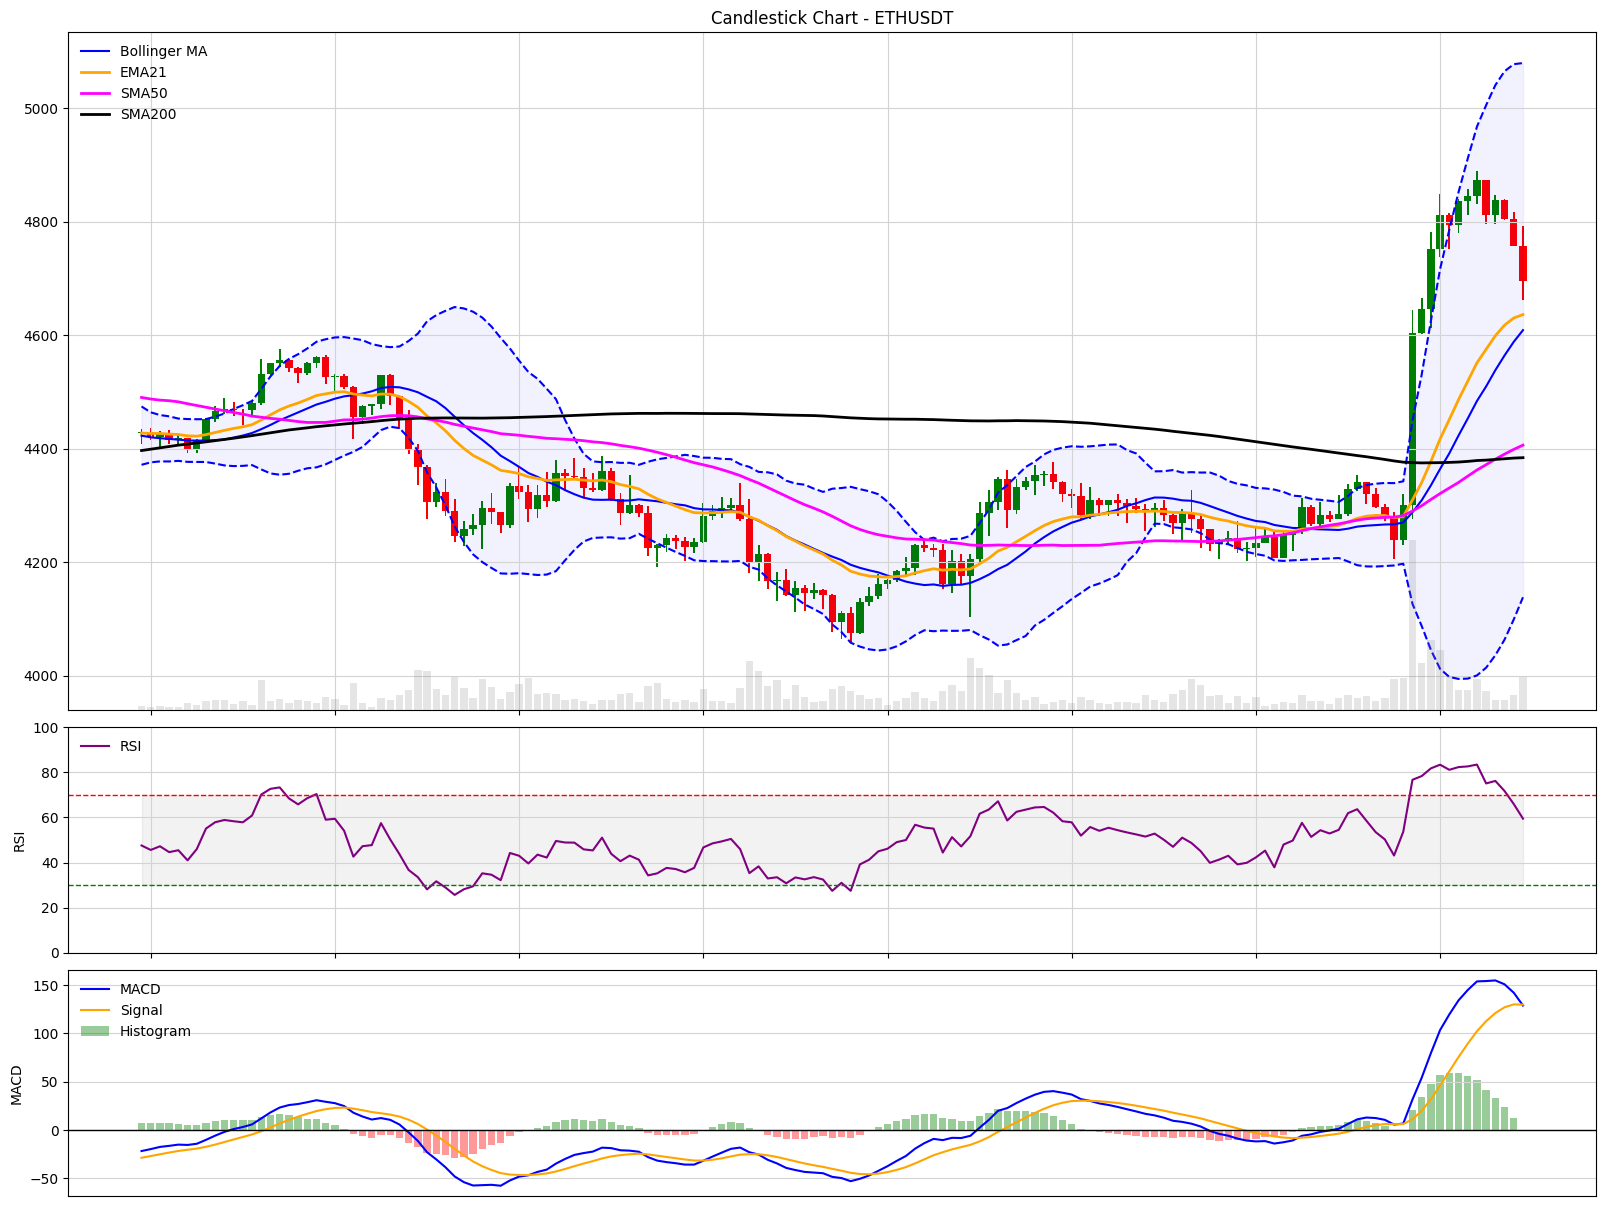 Candlestick Chart - ETHUSDT
Bollinger MA
EMA21
SMA50
SMA200
5000
4800
4600
4400
4200
4000
RSI
100
80
60
40
20
0
RSI
MACD
Signal
Histogram
150
100
50
0
−50
MACD